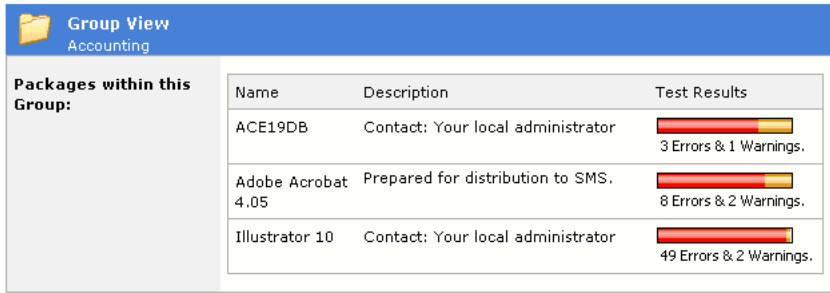 Group View
Accounting
Packages within this
Group:
Name Description Test Results
ACE19DB Contact: Your local administrator
3 Errors & 1 Warnings.
Adobe Acrobat Prepared for distribution to SMS.
4.05
8 Errors & 2 Warnings.
Illustrator 10 Contact: Your local administrator
49 Errors & 2 Warnings.